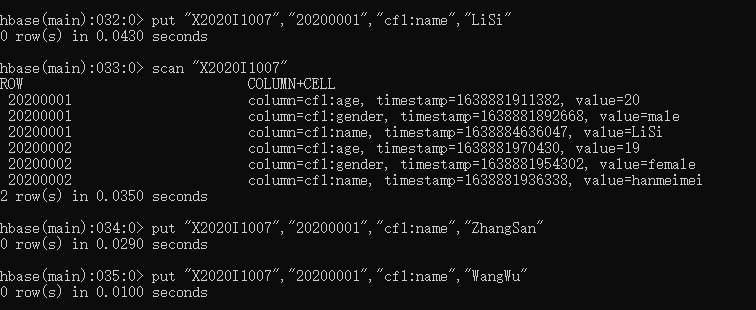 hbase(main):032:0> put "X2020I1007","20200001","cf1:name","LiSi"
0 row(s) in 0.0430 seconds
hbase(main):033:0> scan "X2020I1007"
ROW COLUMN+CELL
20200001 column=cf1:age, timestamp=1638881911382, value=20
20200001 column=cf1:gender, timestamp=1638881892668, value=male
20200001 column=cf1:name, timestamp=1638884636047, value=LiSi
20200002 column=cf1:age, timestamp=1638881970430, value=19
20200002 column=cf1:gender, timestamp=1638881954302, value=female
20200002 column=cf1:name, timestamp=1638881936338, value=hanmeimei
2 row(s) in 0.0350 seconds
hbase(main):034:0> put "X2020I1007","20200001","cf1:name","ZhangSan"
0 row(s) in 0.0290 seconds
hbase(main):035:0> put "X2020I1007","20200001","cf1:name","WangWu"
0 row(s) in 0.0100 seconds